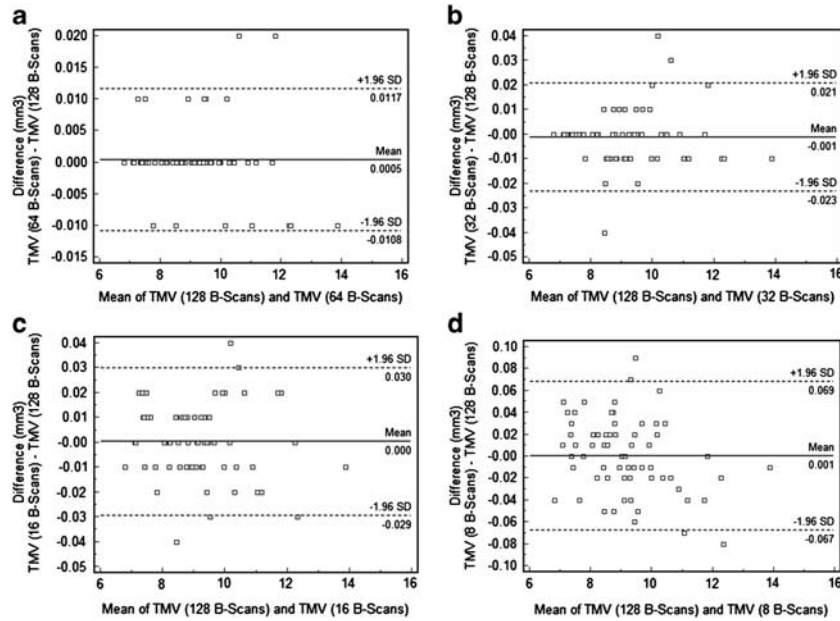 a
Difference (mm3)
TMV (64 B-Scans) - TMV (128 B-Scans)
0.020
0.015
0.010
0.005
0.000
-0.005
-0.010
-0.015
+1.96 SD
0.0117
Mean
0.0005
-1.96 SD
-0.0108
6 8 10 12 14 16
Mean of TMV (128 B-Scans) and TMV (64 B-Scans)
b
Difference (mm3)
TMV (32 B-Scans) - TMV (128 B-Scans)
0.04
0.03
0.02
0.01
-0.00
-0.01
-0.02
-0.03
-0.04
-0.05
+1.96 SD
0.021
Mean
-0.001
-1.96 SD
-0.023
6 8 10 12 14 16
Mean of TMV (128 B-Scans) and TMV (32 B-Scans)
c
Difference (mm3)
TMV (16 B-Scans) - TMV (128 B-Scans)
0.04
0.03
0.02
0.01
-0.00
-0.01
-0.02
-0.03
-0.04
-0.05
+1.96 SD
0.030
Mean
0.000
-1.96 SD
-0.029
6 8 10 12 14 16
Mean of TMV (128 B-Scans) and TMV (16 B-Scans)
d
Difference (mm3)
TMV (8 B-Scans) - TMV (128 B-Scans)
0.10
0.08
0.06
0.04
0.02
-0.00
-0.02
-0.04
-0.06
-0.08
-0.10
+1.96 SD
0.069
Mean
0.001
-1.96 SD
-0.067
6 8 10 12 14 16
Mean of TMV (128 B-Scans) and TMV (8 B-Scans)